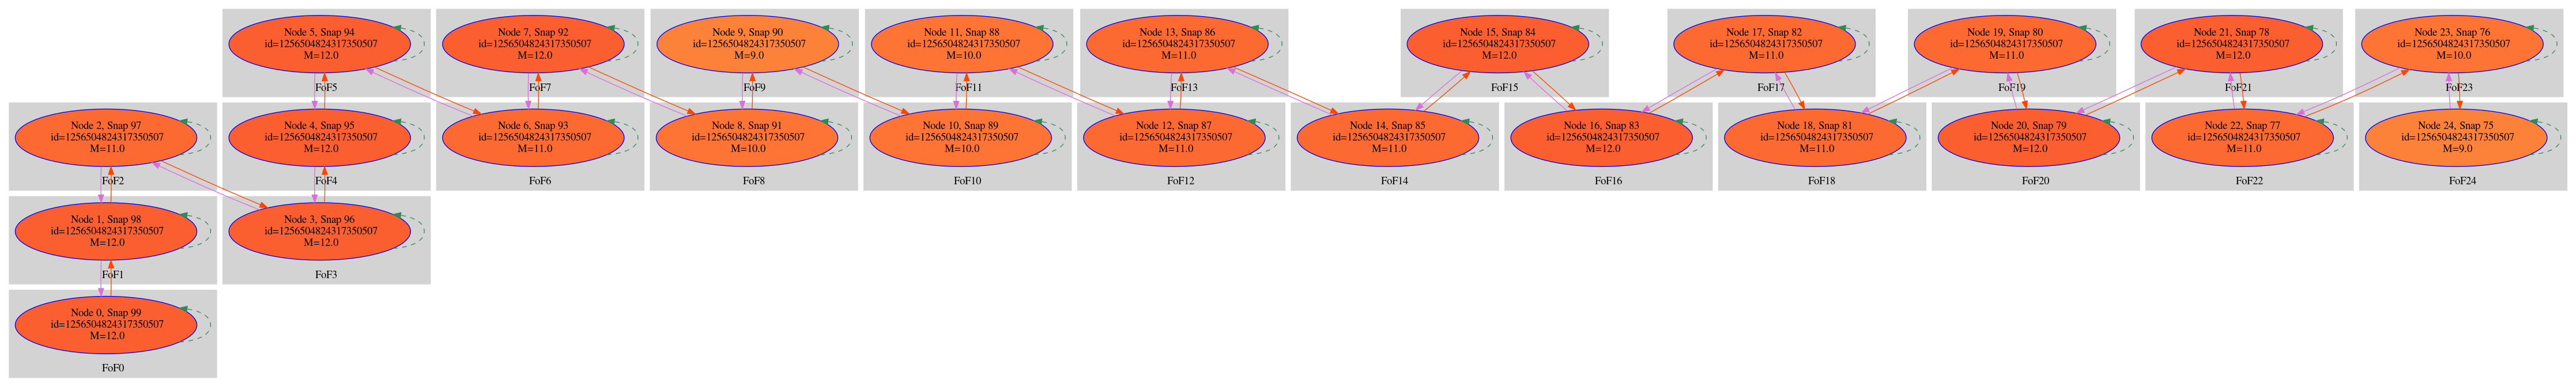 Node 5, Snap 94
id=1256504824317350507
M=12.0
FoF5
Node 7, Snap 92
id=1256504824317350507
M=12.0
FoF7
Node 9, Snap 90
id=1256504824317350507
M=9.0
FoF9
Node 11, Snap 88
id=1256504824317350507
M=10.0
FoF11
Node 13, Snap 86
id=1256504824317350507
M=11.0
FoF13
Node 15, Snap 84
id=1256504824317350507
M=12.0
FoF15
Node 17, Snap 82
id=1256504824317350507
M=11.0
FoF17
Node 19, Snap 80
id=1256504824317350507
M=11.0
FoF19
Node 21, Snap 78
id=1256504824317350507
M=12.0
FoF21
Node 23, Snap 76
id=1256504824317350507
M=10.0
FoF23
Node 2, Snap 97
id=1256504824317350507
M=11.0
FoF2
Node 4, Snap 95
id=1256504824317350507
M=12.0
FoF4
Node 6, Snap 93
id=1256504824317350507
M=11.0
FoF6
Node 8, Snap 91
id=1256504824317350507
M=10.0
FoF8
Node 10, Snap 89
id=1256504824317350507
M=10.0
FoF10
Node 12, Snap 87
id=1256504824317350507
M=11.0
FoF12
Node 14, Snap 85
id=1256504824317350507
M=11.0
FoF14
Node 16, Snap 83
id=1256504824317350507
M=12.0
FoF16
Node 18, Snap 81
id=1256504824317350507
M=11.0
FoF18
Node 20, Snap 79
id=1256504824317350507
M=12.0
FoF20
Node 22, Snap 77
id=1256504824317350507
M=11.0
FoF22
Node 24, Snap 75
id=1256504824317350507
M=9.0
FoF24
Node 1, Snap 98
id=1256504824317350507
M=12.0
FoF1
Node 3, Snap 96
id=1256504824317350507
M=12.0
FoF3
Node 0, Snap 99
id=1256504824317350507
M=12.0
FoF0